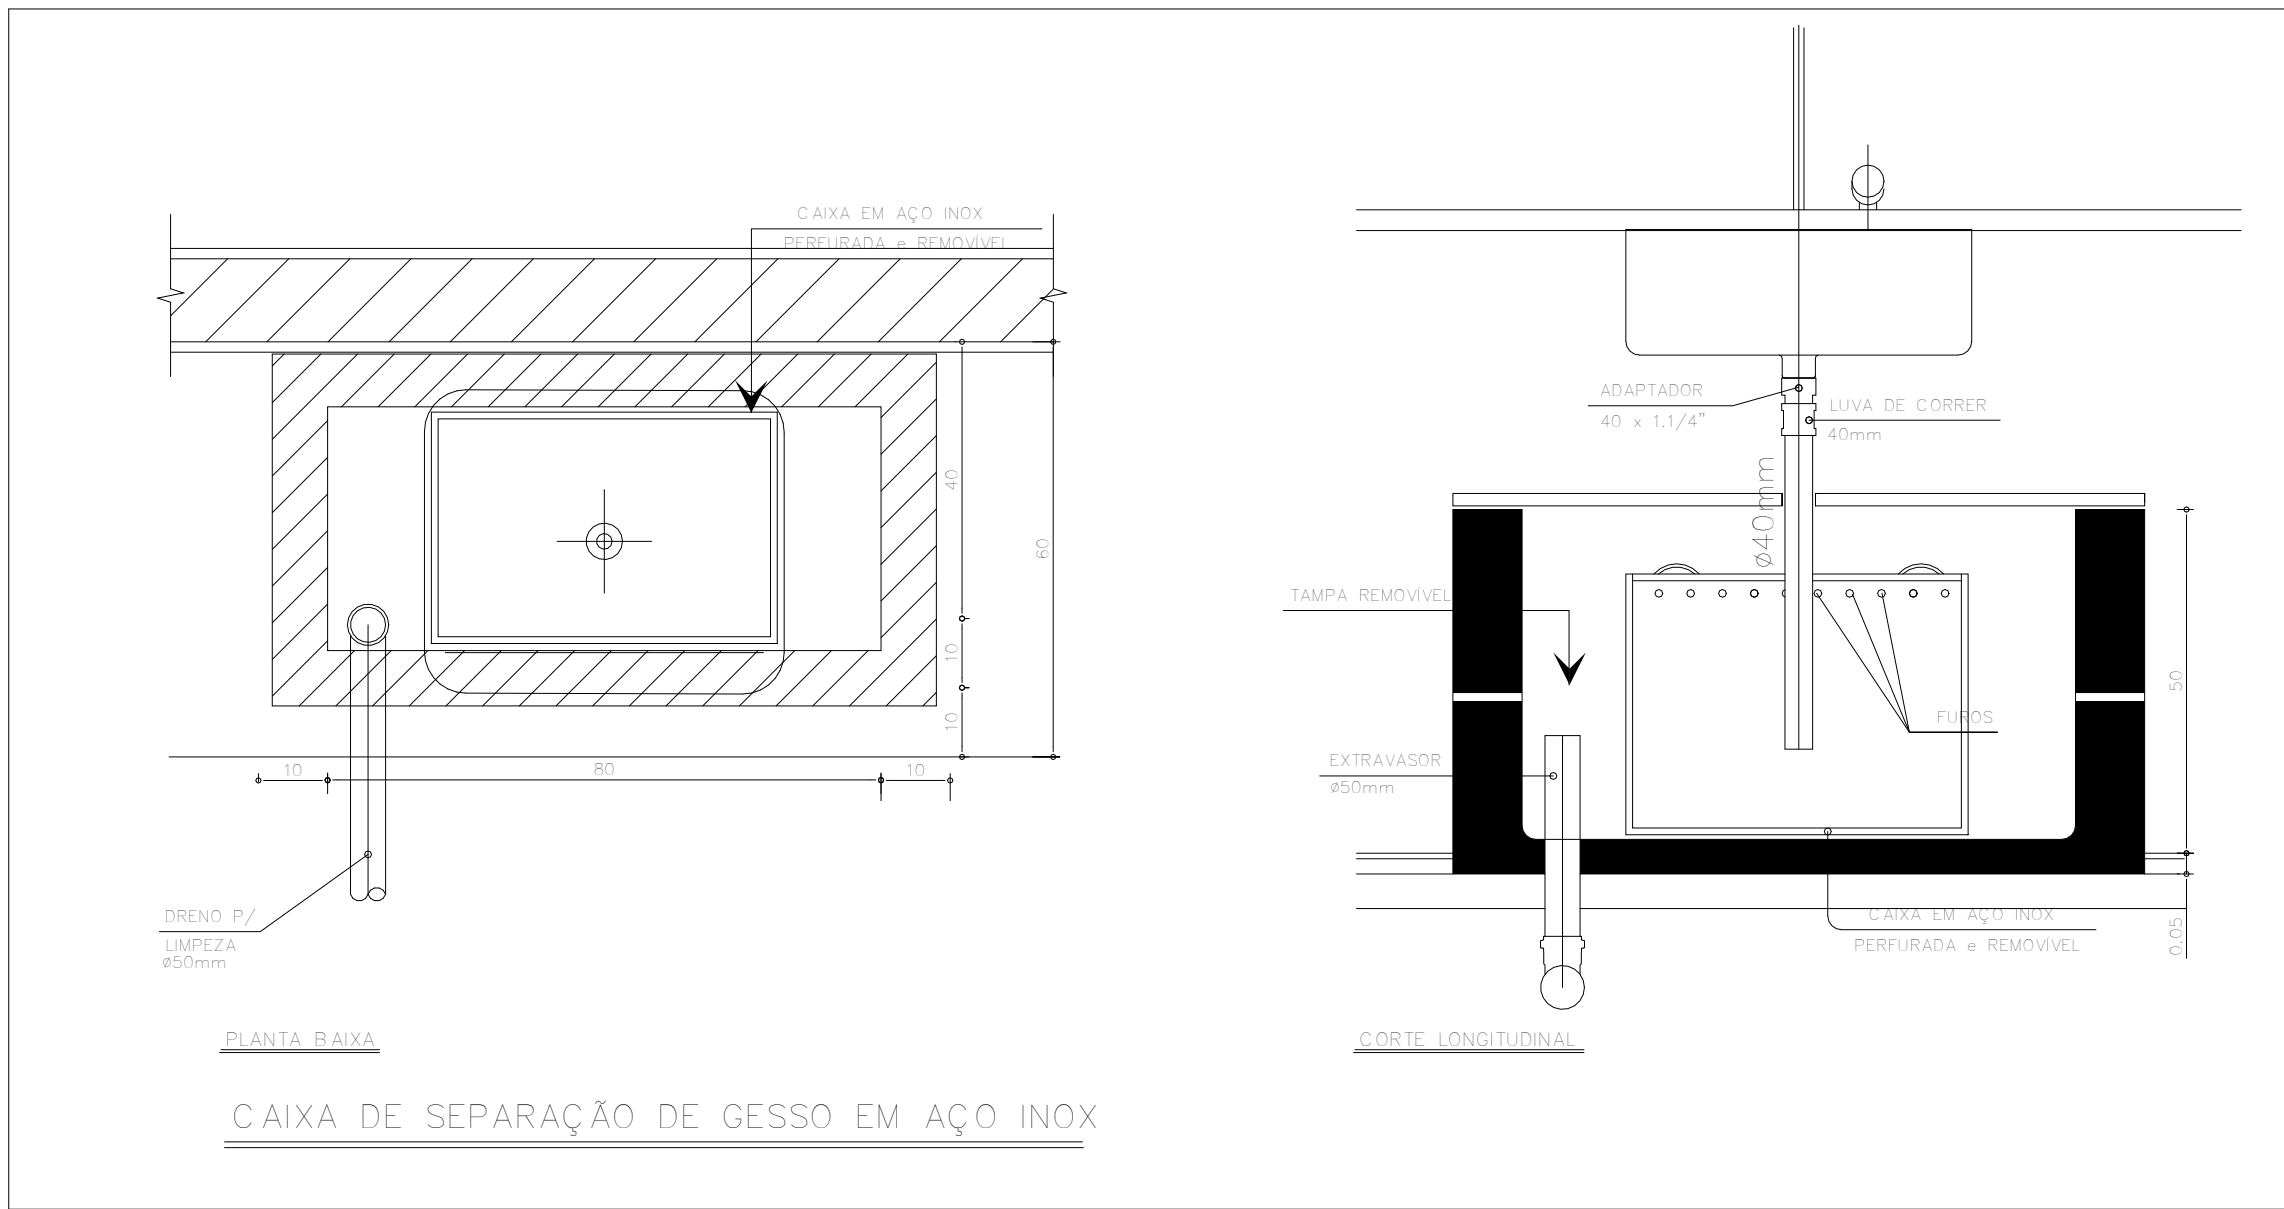 CAIXA EM AÇO INOX
PERFURADA e REMOVÍVEL
40
60
10
10
10
80
10
DRENO P/
LIMPEZA
ø50mm
PLANTA BAIXA
ADAPTADOR
40 x 1.1/4”
LUVA DE CORRER
40mm
ø40mm
TAMPA REMOVÍVEL
FUROS
50
EXTRAVASOR
ø50mm
CAIXA EM AÇO INOX
PERFURADA e REMOVÍVEL
0.05
CORTE LONGITUDINAL
CAIXA DE SEPARAÇÃO DE GESSO EM AÇO INOX